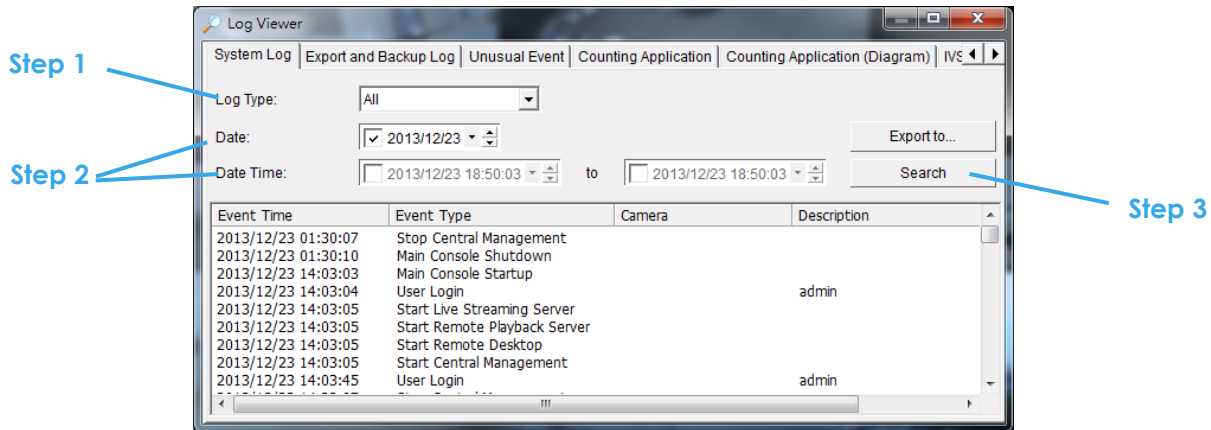 Log Viewer
System Log Export and Backup Log Unusual Event Counting Application Counting Application (Diagram) IVS
Step 1
Log Type: All
Date: 2013/12/23 Export to...
Step 2
Date Time: 2013/12/23 18:50:03 to 2013/12/23 18:50:03 Search
Step 3
Event Time Event Type Camera Description
2013/12/23 01:30:07 Stop Central Management
2013/12/23 01:30:10 Main Console Shutdown
2013/12/23 14:03:03 Main Console Startup
2013/12/23 14:03:04 User Login admin
2013/12/23 14:03:05 Start Live Streaming Server
2013/12/23 14:03:05 Start Remote Playback Server
2013/12/23 14:03:05 Start Remote Desktop
2013/12/23 14:03:05 Start Central Management
2013/12/23 14:03:45 User Login admin